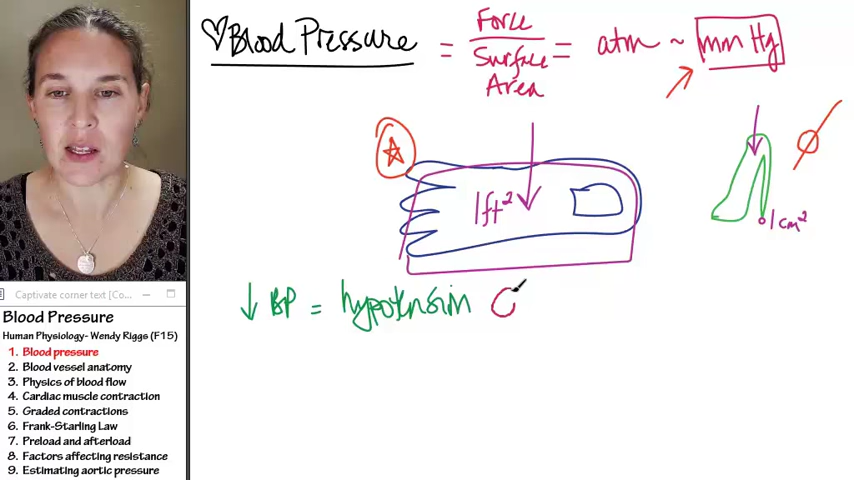 ♡Blood Pressure = Force / Surface Area = atm ~ mm Hg
1ft²
1cm²
↓ BP = hypotension
Captivate corner text [Co...
Blood Pressure
Human Physiology- Wendy Riggs (F15)
1. Blood pressure
2. Blood vessel anatomy
3. Physics of blood flow
4. Cardiac muscle contraction
5. Graded contractions
6. Frank-Starling Law
7. Preload and afterload
8. Factors affecting resistance
9. Estimating aortic pressure